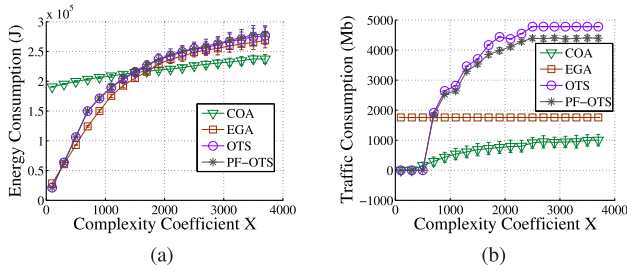 3 x 10^5
2.5
2
1.5
1
0.5
0
0 1000 2000 3000 4000
Energy Consumption (J)
Complexity Coefficient X
COA
EGA
OTS
PF−OTS
(a)
5000
4000
3000
2000
1000
0
−1000
0 1000 2000 3000 4000
Traffic Consumption (Mb)
Complexity Coefficient X
COA
EGA
OTS
PF−OTS
(b)